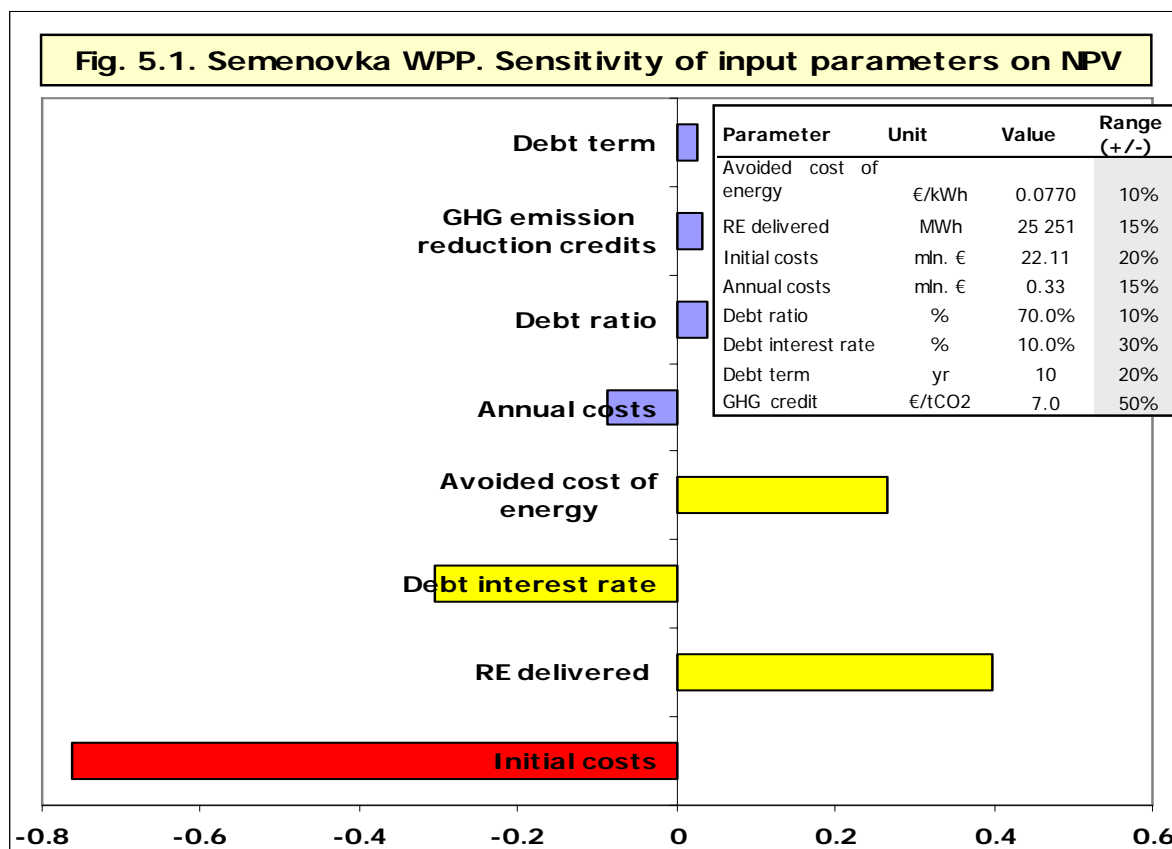 Fig. 5.1. Semenovka WPP. Sensitivity of input parameters on NPV
Debt term
GHG emission
reduction credits
Debt ratio
Annual costs
Avoided cost of
energy
Debt interest rate
RE delivered
Initial costs
Parameter Unit Value Range
(+/-)
Avoided cost of
energy €/kWh 0.0770 10%
RE delivered MWh 25 251 15%
Initial costs mln. € 22.11 20%
Annual costs mln. € 0.33 15%
Debt ratio % 70.0% 10%
Debt interest rate % 10.0% 30%
Debt term yr 10 20%
GHG credit €/tCO2 7.0 50%
-0.8 -0.6 -0.4 -0.2 0 0.2 0.4 0.6